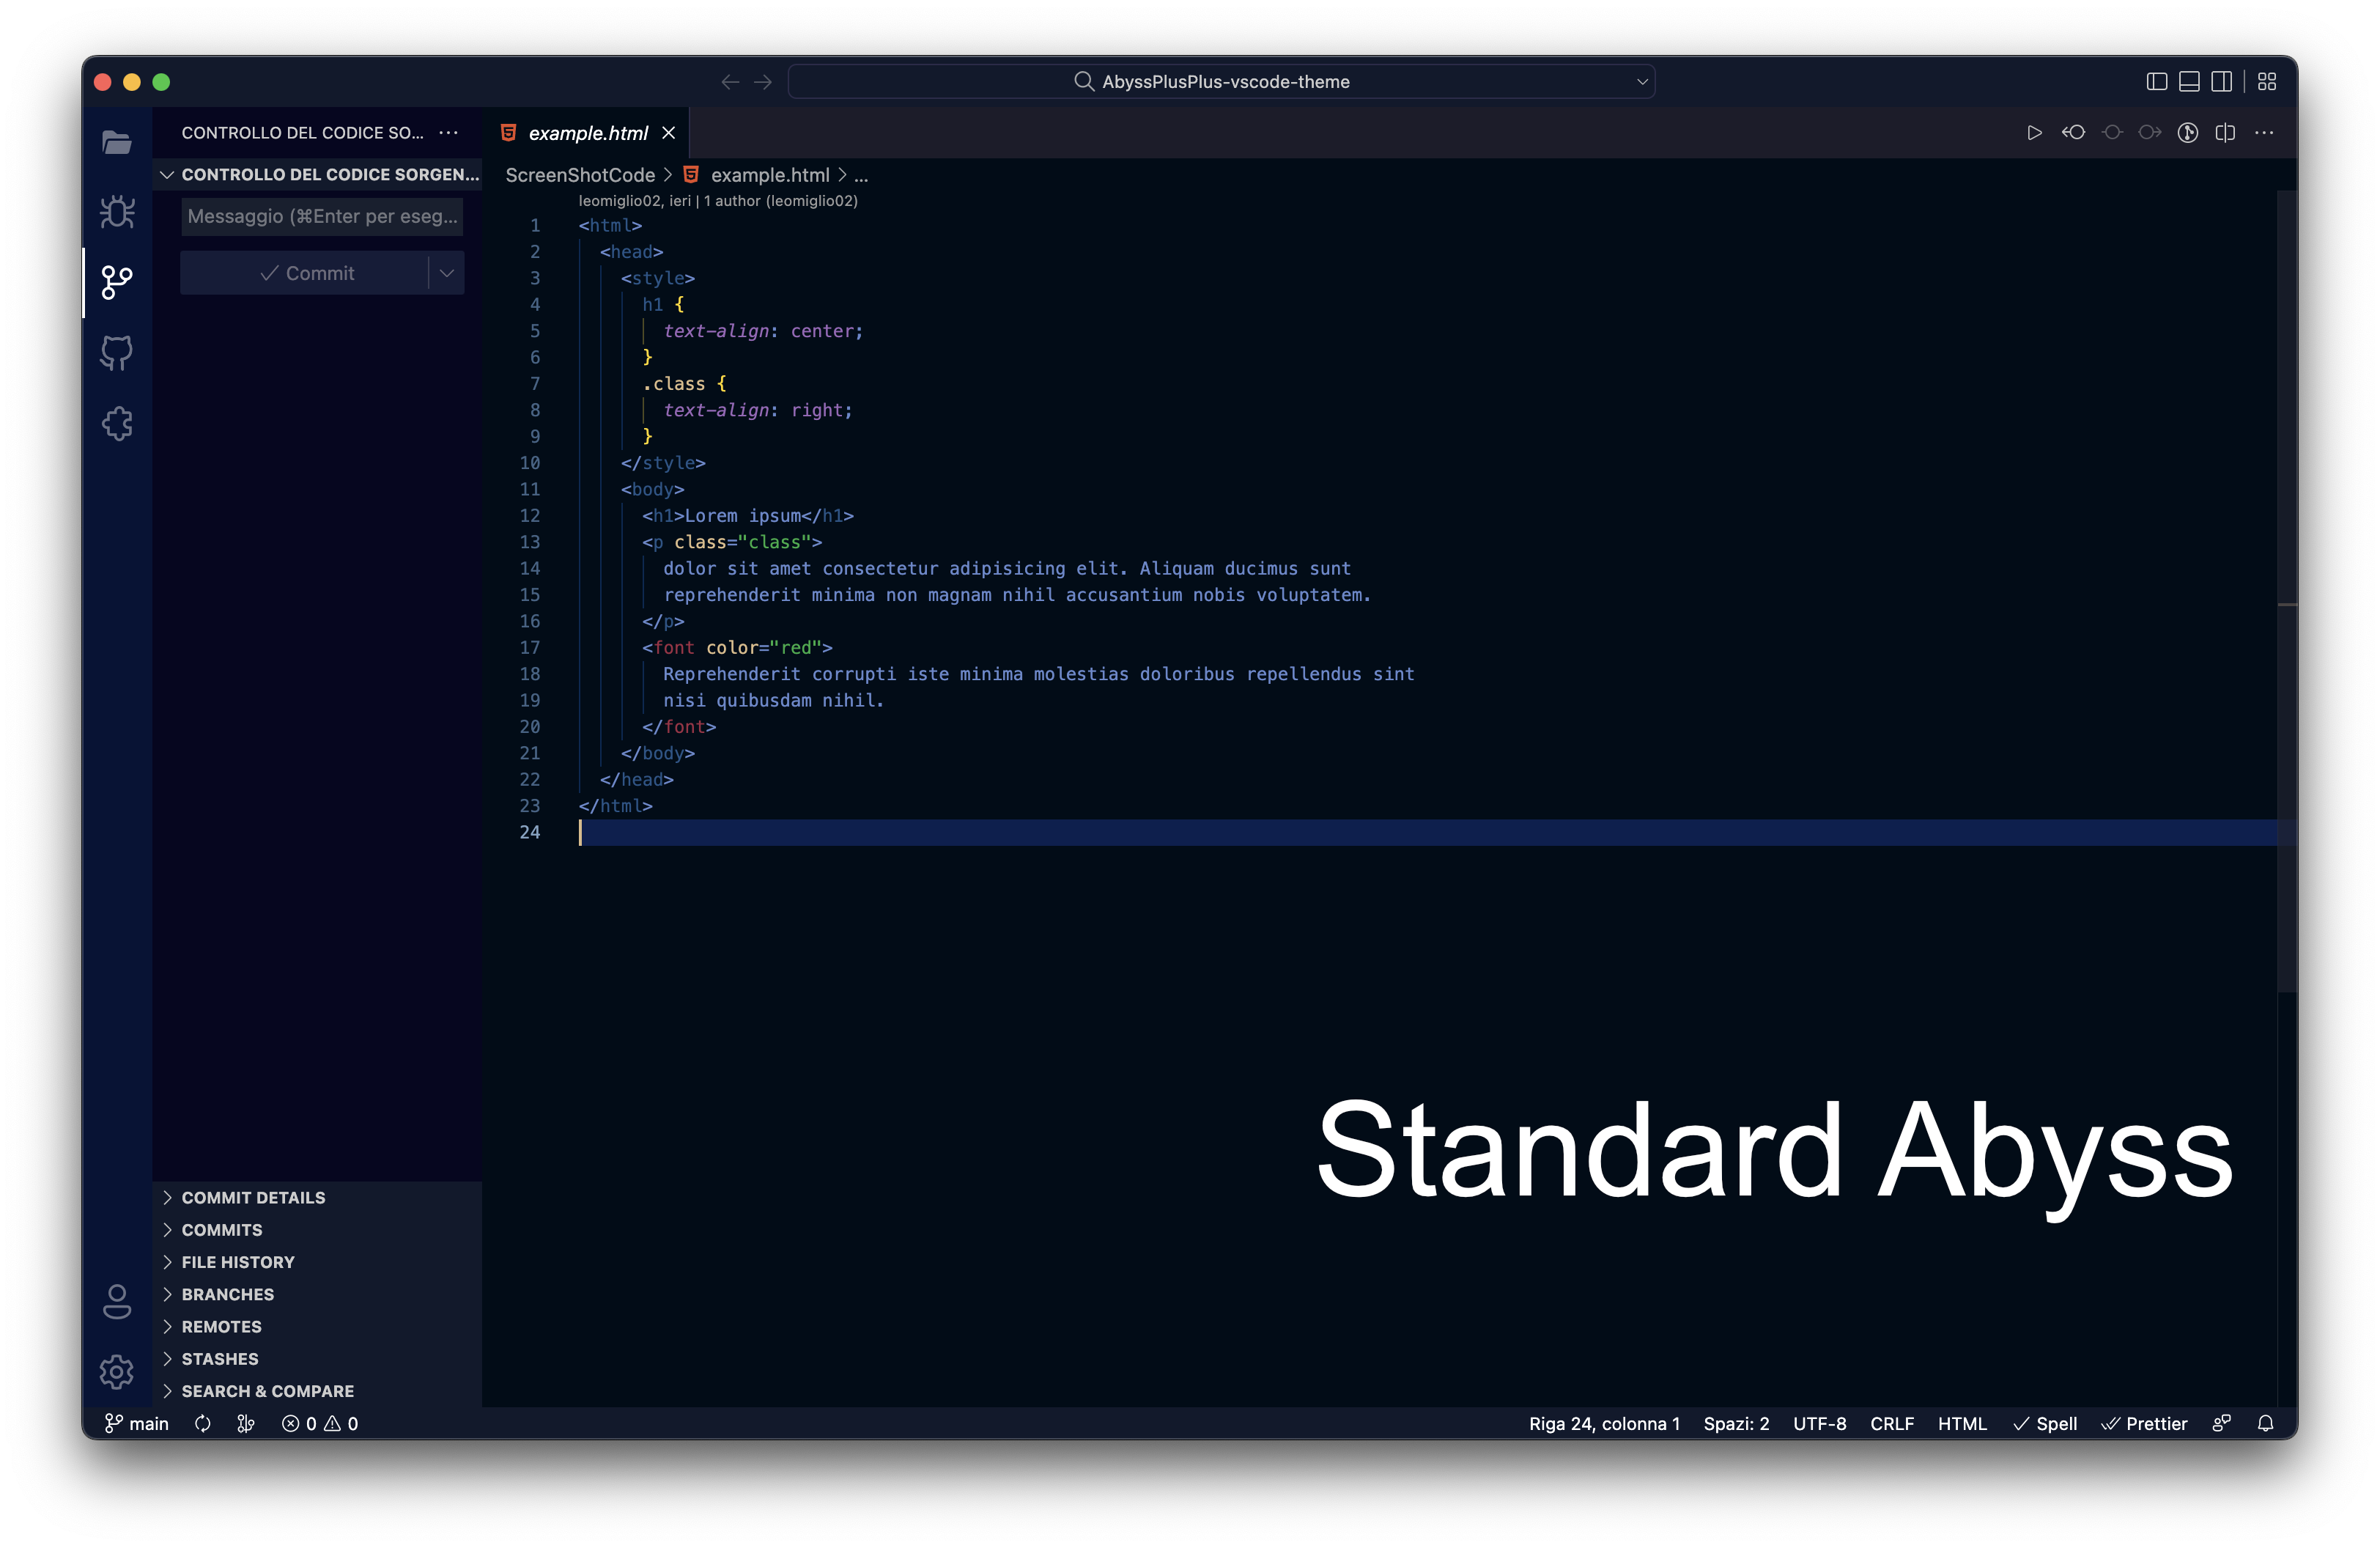 AbyssPlusPlus-vscode-theme
CONTROLLO DEL CODICE SO...
example.html
CONTROLLO DEL CODICE SORGEN...
Messaggio (⌘Enter per eseg...
Commit
ScreenShotCode > example.html > ...
leomiglio02, ieri | 1 author (leomiglio02)
1 <html>
2   <head>
3     <style>
4       h1 {
5         text-align: center;
6       }
7       .class {
8         text-align: right;
9       }
10     </style>
11     <body>
12       <h1>Lorem ipsum</h1>
13       <p class="class">
14         dolor sit amet consectetur adipisicing elit. Aliquam ducimus sunt
15         reprehenderit minima non magnam nihil accusantium nobis voluptatem.
16       </p>
17       <font color="red">
18         Reprehenderit corrupti iste minima molestias doloribus repellendus sint
19         nisi quibusdam nihil.
20       </font>
21     </body>
22   </head>
23 </html>
24
Standard Abyss
COMMIT DETAILS
COMMITS
FILE HISTORY
BRANCHES
REMOTES
STASHES
SEARCH & COMPARE
main 0 0 Riga 24, colonna 1 Spazi: 2 UTF-8 CRLF HTML Spell Prettier